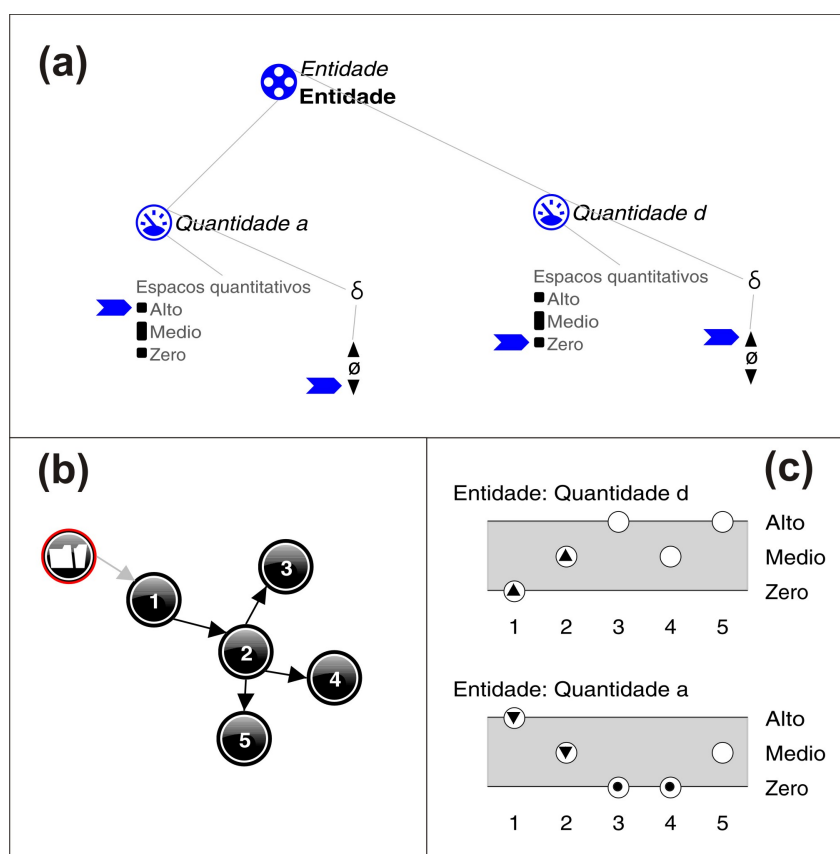 (a)
Entidade
Entidade
Quantidade a
Quantidade d
Espacos quantitativos
Alto
Medio
Zero
δ
ø
Espacos quantitativos
Alto
Medio
Zero
δ
ø
(b)
1
2
3
4
5
(c)
Entidade: Quantidade d
Alto
Medio
Zero
1 2 3 4 5
Entidade: Quantidade a
Alto
Medio
Zero
1 2 3 4 5